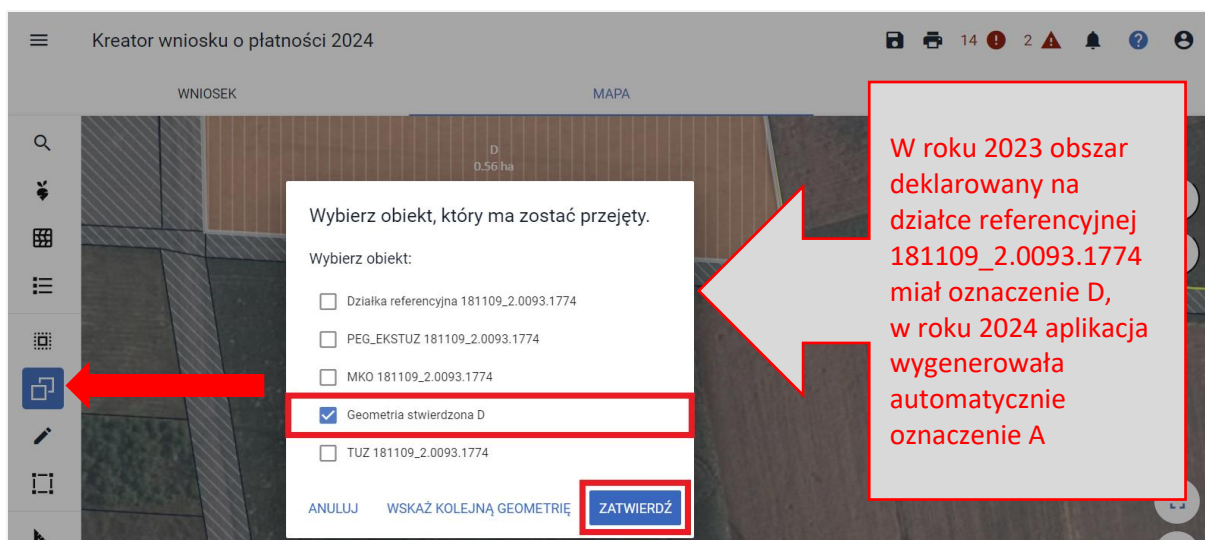 Kreator wniosku o płatności 2024
14
2
WNIOSEK
MAPA
D
0.56 ha
Wybierz obiekt, który ma zostać przejęty.
Wybierz obiekt:
Działka referencyjna 181109_2.0093.1774
PEG_EKSTUZ 181109_2.0093.1774
MKO 181109_2.0093.1774
Geometria stwierdzona D
TUZ 181109_2.0093.1774
ANULUJ
WSKAŻ KOLEJNĄ GEOMETRIĘ
ZATWIERDŹ
W roku 2023 obszar
deklarowany na
działce referencyjnej
181109_2.0093.1774
miał oznaczenie D,
w roku 2024 aplikacja
wygenerowała
automatycznie
oznaczenie A